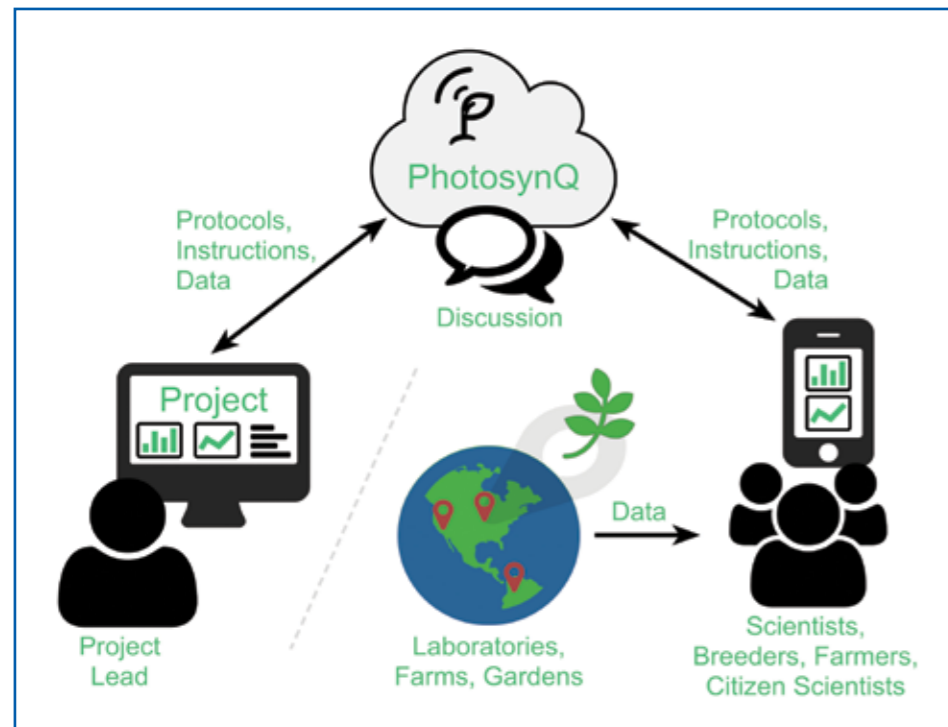 PhotosynQ
Discussion
Protocols,
Instructions,
Data
Protocols,
Instructions,
Data
Project
Project
Lead
Data
Laboratories,
Farms, Gardens
Scientists,
Breeders, Farmers,
Citizen Scientists